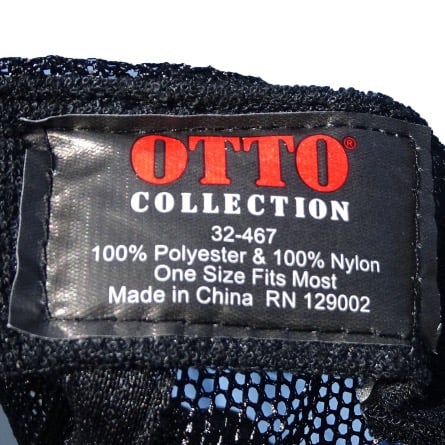 OTTO®
COLLECTION
32-467
100% Polyester & 100% Nylon
One Size Fits Most
Made in China RN 129002